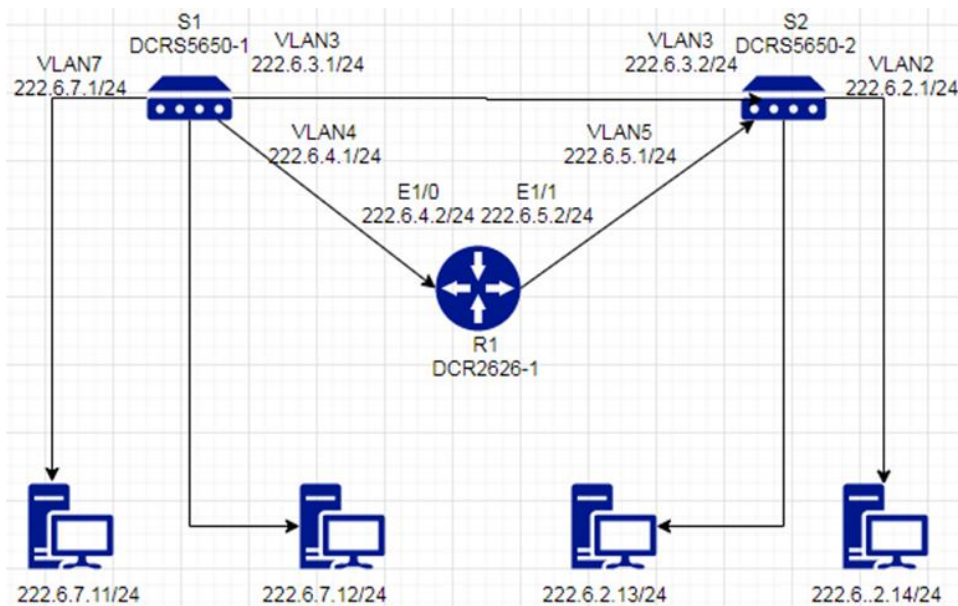 S1
DCRS5650-1
VLAN7
222.6.7.1/24
VLAN3
222.6.3.1/24
VLAN3
222.6.3.2/24
S2
DCRS5650-2
VLAN2
222.6.2.1/24
VLAN4
222.6.4.1/24
VLAN5
222.6.5.1/24
E1/0
222.6.4.2/24
E1/1
222.6.5.2/24
R1
DCR2626-1
222.6.7.11/24
222.6.7.12/24
222.6.2.13/24
222.6..2.14/24